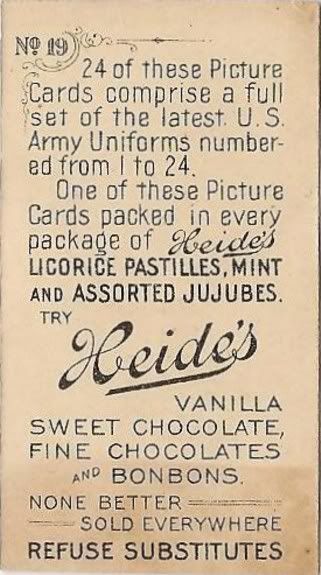 Nº 19
24 of these Picture
Cards comprise a full
set of the latest U.S.
Army Uniforms number-
ed from 1 to 24.
One of these Picture
Cards packed in every
package of Heide's
LICORICE PASTILLES, MINT
AND ASSORTED JUJUBES.
TRY
Heide's
VANILLA
SWEET CHOCOLATE,
FINE CHOCOLATES
AND BONBONS.
NONE BETTER
SOLD EVERYWHERE
REFUSE SUBSTITUTES